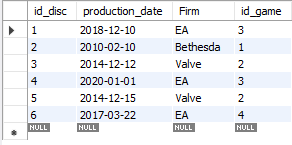 id_disc production_date Firm id_game
1 2018-12-10 EA 3
2 2010-02-10 Bethesda 1
3 2014-12-12 Valve 2
4 2020-01-01 EA 3
5 2014-12-15 Valve 2
6 2017-03-22 EA 4
NULL NULL NULL NULL